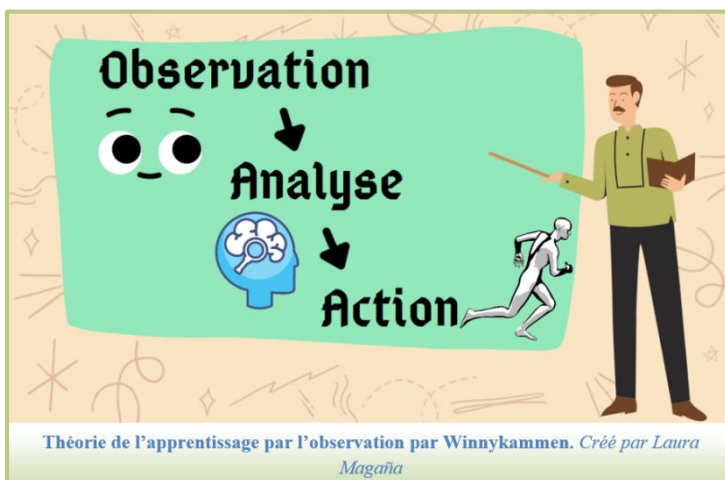 Observation
Analyse
Action
Théorie de l'apprentissage par l'observation par Winnykammen. Créé par Laura
Magaña